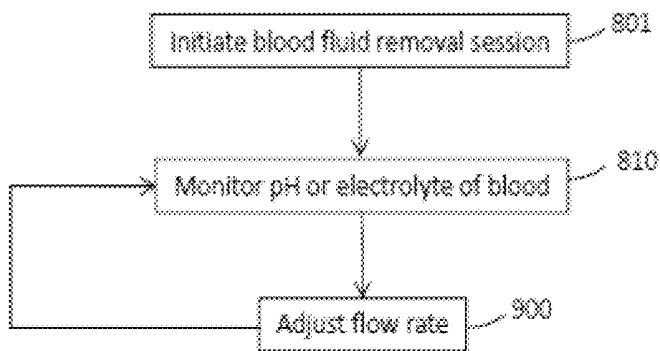 Initiate blood fluid removal session
801
Monitor pH or electrolyte of blood
810
Adjust flow rate
900